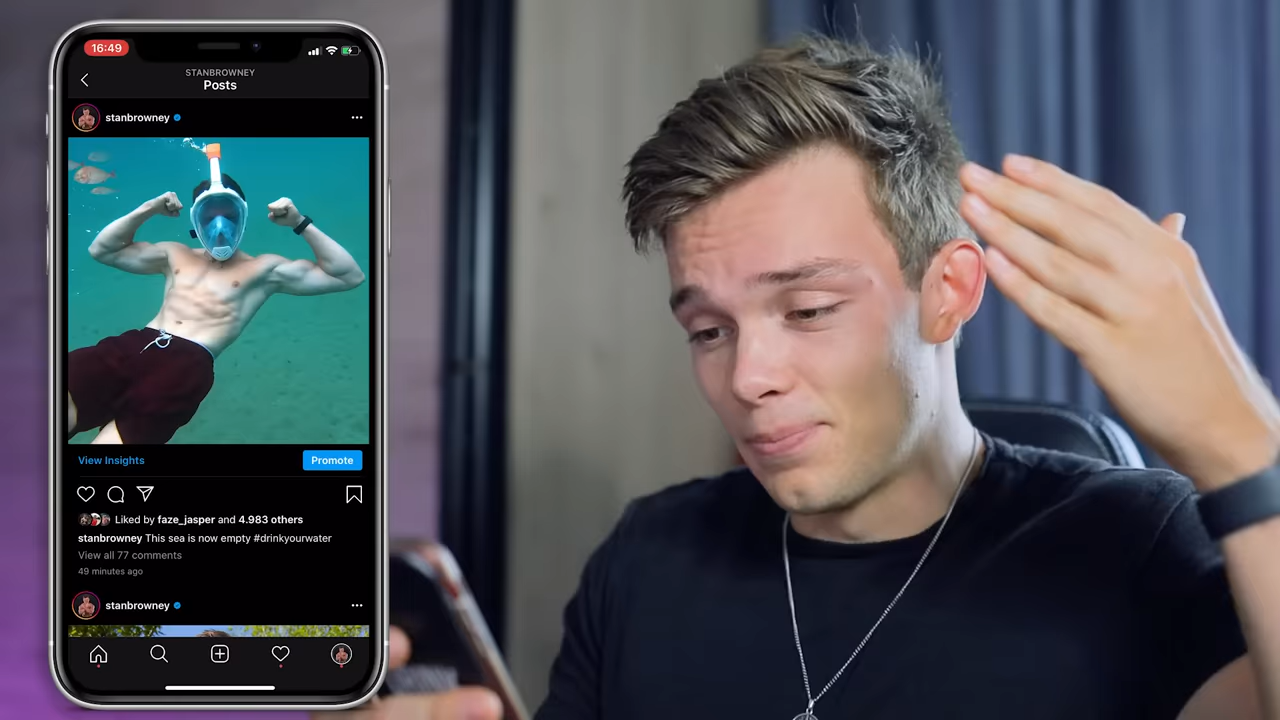 16:49
STANBROWNEY
Posts
stanbrowney
View Insights
Promote
Liked by faze_jasper and 4.983 others
stanbrowney This sea is now empty #drinkyourwater
View all 77 comments
49 minutes ago
stanbrowney